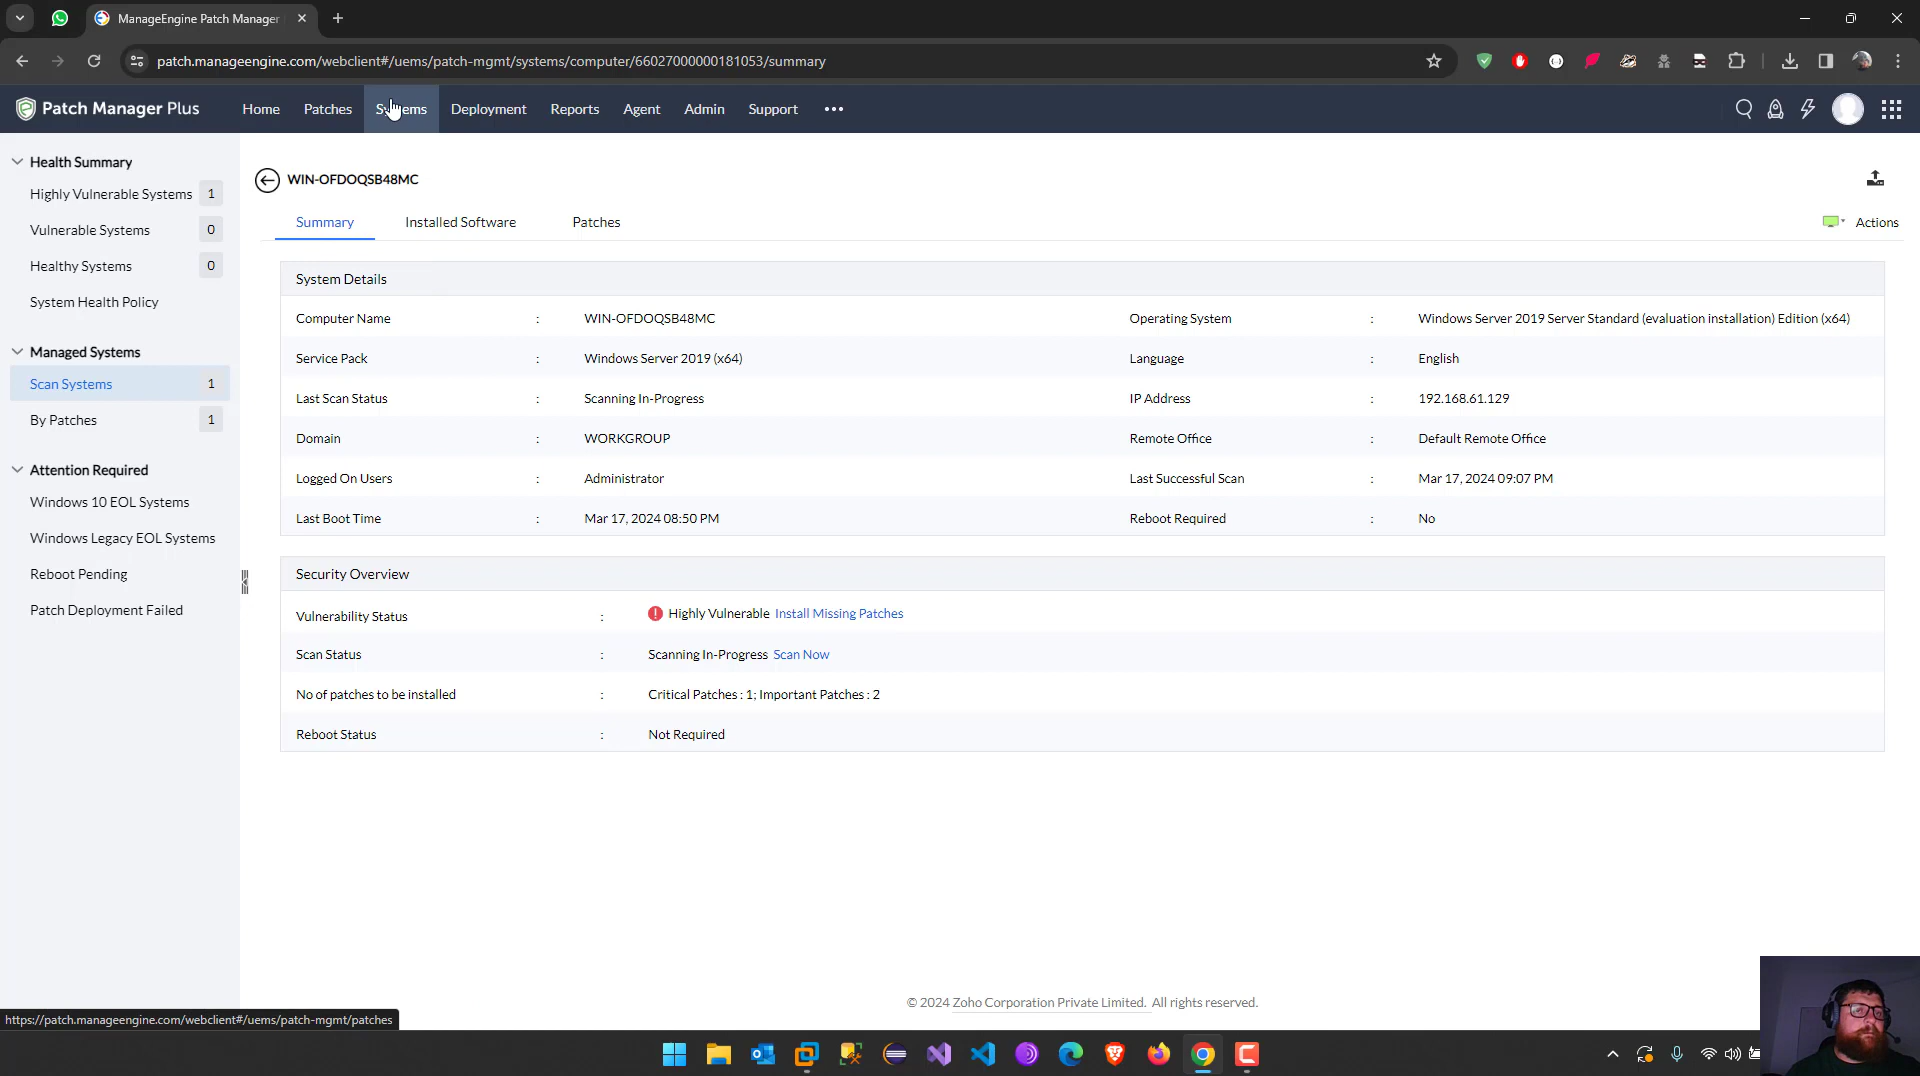 ManageEngine Patch Manager
patch.manageengine.com/webclient#/uems/patch-mgmt/systems/computer/66027000000181053/summary
Patch Manager Plus
Home
Patches
Systems
Deployment
Reports
Agent
Admin
Support
Health Summary
Highly Vulnerable Systems 1
Vulnerable Systems 0
Healthy Systems 0
System Health Policy
Managed Systems
Scan Systems 1
By Patches 1
Attention Required
Windows 10 EOL Systems
Windows Legacy EOL Systems
Reboot Pending
Patch Deployment Failed
WIN-OFDOQSB48MC
Summary
Installed Software
Patches
Actions
System Details
Computer Name : WIN-OFDOQSB48MC
Operating System : Windows Server 2019 Server Standard (evaluation installation) Edition (x64)
Service Pack : Windows Server 2019 (x64)
Language : English
Last Scan Status : Scanning In-Progress
IP Address : 192.168.61.129
Domain : WORKGROUP
Remote Office : Default Remote Office
Logged On Users : Administrator
Last Successful Scan : Mar 17, 2024 09:07 PM
Last Boot Time : Mar 17, 2024 08:50 PM
Reboot Required : No
Security Overview
Vulnerability Status : Highly Vulnerable Install Missing Patches
Scan Status : Scanning In-Progress Scan Now
No of patches to be installed : Critical Patches : 1; Important Patches : 2
Reboot Status : Not Required
© 2024 Zoho Corporation Private Limited. All rights reserved.
https://patch.manageengine.com/webclient#/uems/patch-mgmt/patches